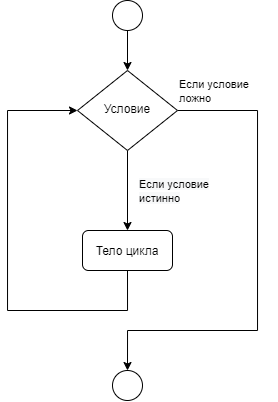 Если условие
ложно
Условие
Если условие
истинно
Тело цикла